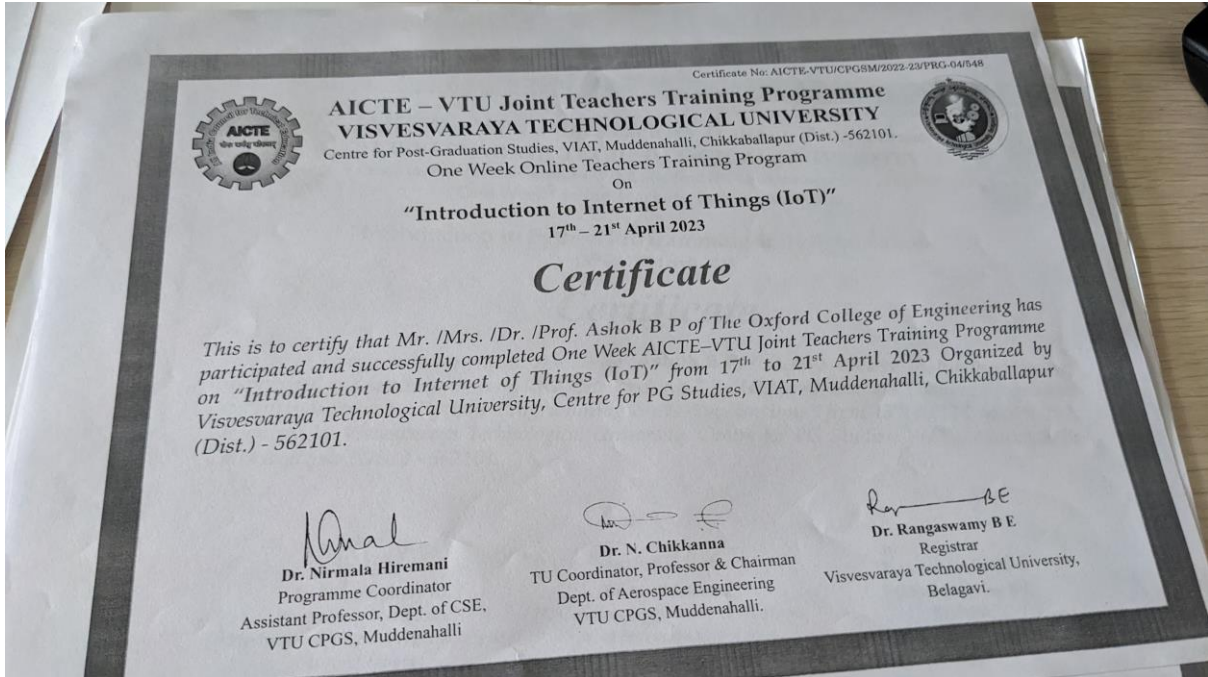 Certificate No: AICTE-VTU/CPGSM/2022-23/PRG-04/548
AICTE – VTU Joint Teachers Training Programme
VISVESVARAYA TECHNOLOGICAL UNIVERSITY
Centre for Post-Graduation Studies, VIAT, Muddenahalli, Chikkaballapur (Dist.) -562101.
One Week Online Teachers Training Program
On
"Introduction to Internet of Things (IoT)"
17th – 21st April 2023
AICTE
Certificate
This is to certify that Mr. /Mrs. /Dr. /Prof. Ashok B P of The Oxford College of Engineering has
participated and successfully completed One Week AICTE–VTU Joint Teachers Training Programme
on "Introduction to Internet of Things (IoT)" from 17th to 21st April 2023 Organized by
Visvesvaraya Technological University, Centre for PG Studies, VIAT, Muddenahalli, Chikkaballapur
(Dist.) - 562101.
Dr. Nirmala Hiremani
Programme Coordinator
Assistant Professor, Dept. of CSE,
VTU CPGS, Muddenahalli
Dr. N. Chikkanna
TU Coordinator, Professor & Chairman
Dept. of Aerospace Engineering
VTU CPGS, Muddenahalli.
Dr. Rangaswamy B E
Registrar
Visvesvaraya Technological University,
Belagavi.